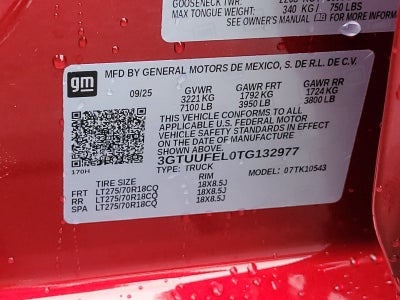 GOOSENECK TWR:
MAX TONGUE WEIGHT: 340 KG / 750 LBS
SEE OWNER'S MANUAL FOR MORE INFORM
gm
MFD BY GENERAL MOTORS DE MEXICO, S. DE R.L. DE C.V.
09/25 GVWR GAWR FRT GAWR RR
3221 KG 1792 KG 1724 KG
7100 LB 3950 LB 3800 LB
THIS VEHICLE CONFORMS TO ALL
APPLICABLE U.S. FEDERAL MOTOR
VEHICLE SAFETY STANDARDS IN EFFECT
ON THE DATE OF MANUFACTURE
3GTUUFEL0TG132977
170H TYPE: TRUCK MODEL: 07TK10543
TIRE SIZE RIM
FRT LT275/70R18CQ 18X8.5J
RR LT275/70R18CQ 18X8.5J
SPA LT275/70R18CQ 18X8.5J